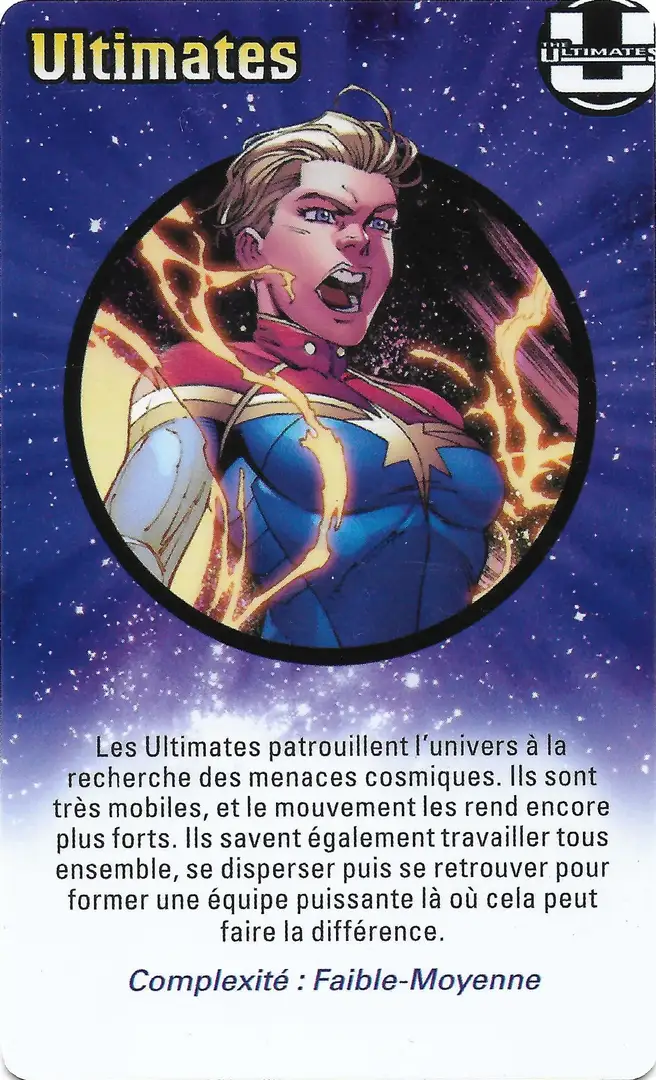 Ultimates
THE
ULTIMATES
Les Ultimates patrouillent l'univers à la
recherche des menaces cosmiques. Ils sont
très mobiles, et le mouvement les rend encore
plus forts. Ils savent également travailler tous
ensemble, se disperser puis se retrouver pour
former une équipe puissante là où cela peut
faire la différence.
Complexité : Faible-Moyenne